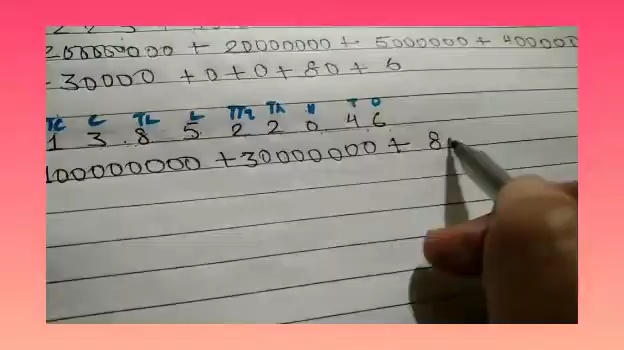 200000000 + 20000000 + 5000000 + 400000
30000 + 0 + 0 + 80 + 6
TC C TL L TTh Th H T O
1 3 8 5 2 2 0 4 6
100000000 + 30000000 + 8